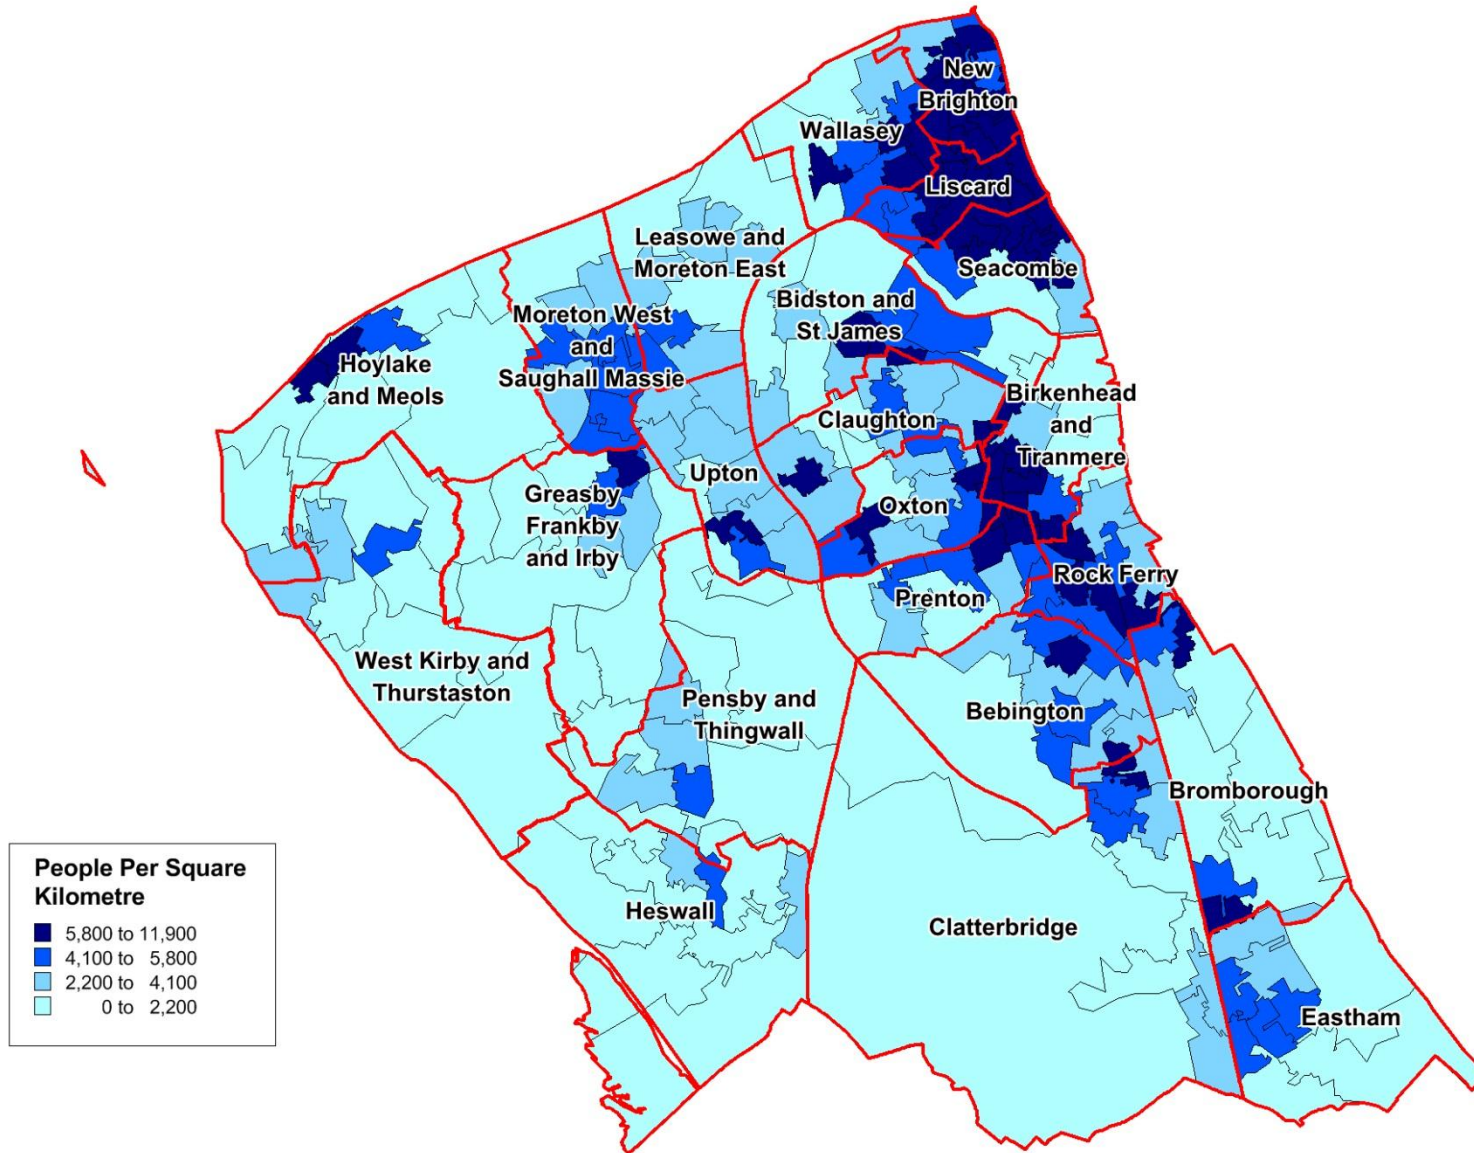 New
Brighton
Wallasey
Liscard
Leasowe and
Moreton East
Seacombe
Bidston and
St James
Moreton West
and
Saughall Massie
Hoylake
and Meols
Birkenhead
and
Tranmere
Claughton
Upton
Greasby
Frankby
and Irby
Oxton
Rock Ferry
Prenton
West Kirby and
Thurstaston
Pensby and
Thingwall
Bebington
Bromborough
People Per Square
Kilometre
5,800 to 11,900
4,100 to 5,800
2,200 to 4,100
0 to 2,200
Heswall
Clatterbridge
Eastham